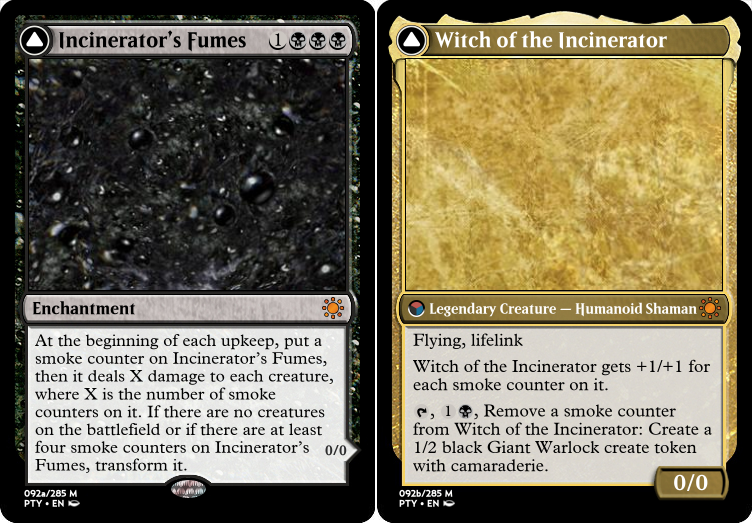 Incinerator's Fumes 1
Enchantment
At the beginning of each upkeep, put a
smoke counter on Incinerator's Fumes,
then it deals X damage to each creature,
where X is the number of smoke
counters on it. If there are no creatures
on the battlefield or if there are at least
four smoke counters on Incinerator's
Fumes, transform it.
0/0
092a/285 M
PTY • EN
Witch of the Incinerator
Legendary Creature — Humanoid Shaman
Flying, lifelink
Witch of the Incinerator gets +1/+1 for
each smoke counter on it.
, 1 , Remove a smoke counter
from Witch of the Incinerator: Create a
1/2 black Giant Warlock create token
with camaraderie.
0/0
092b/285 M
PTY • EN